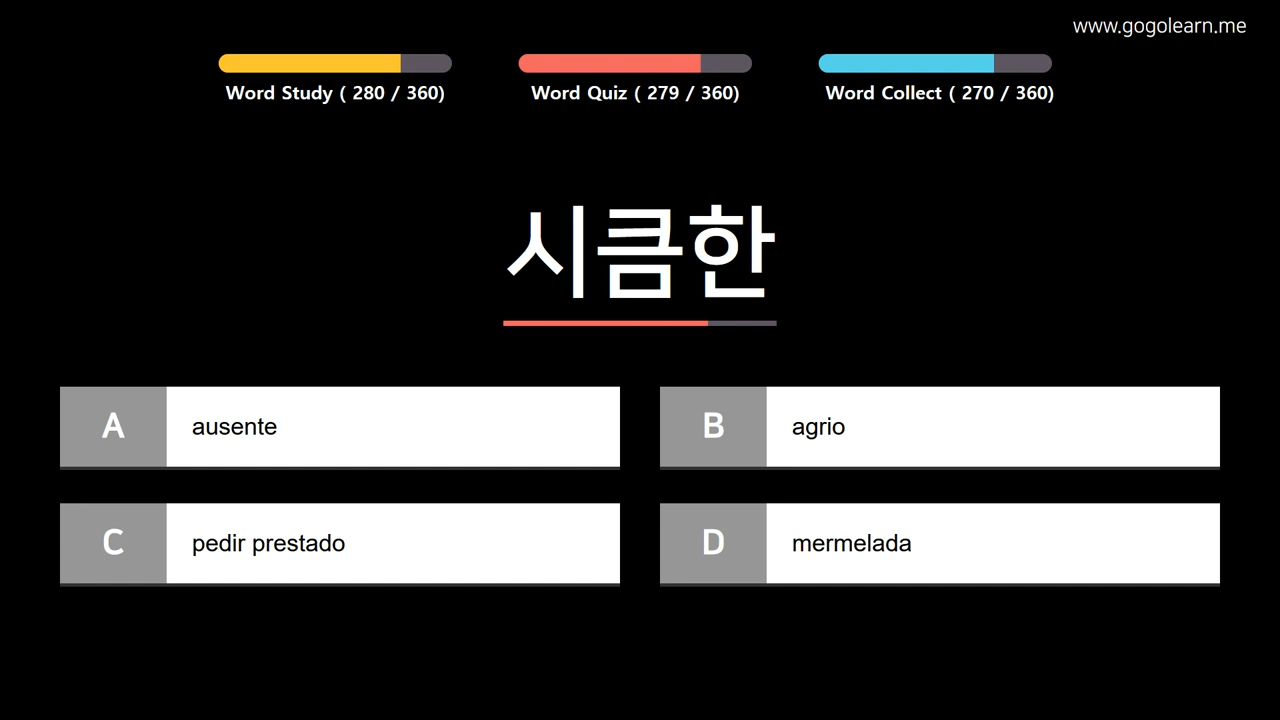 www.gogolearn.me
Word Study ( 280 / 360)
Word Quiz ( 279 / 360)
Word Collect ( 270 / 360)
시큼한
A ausente
B agrio
C pedir prestado
D mermelada